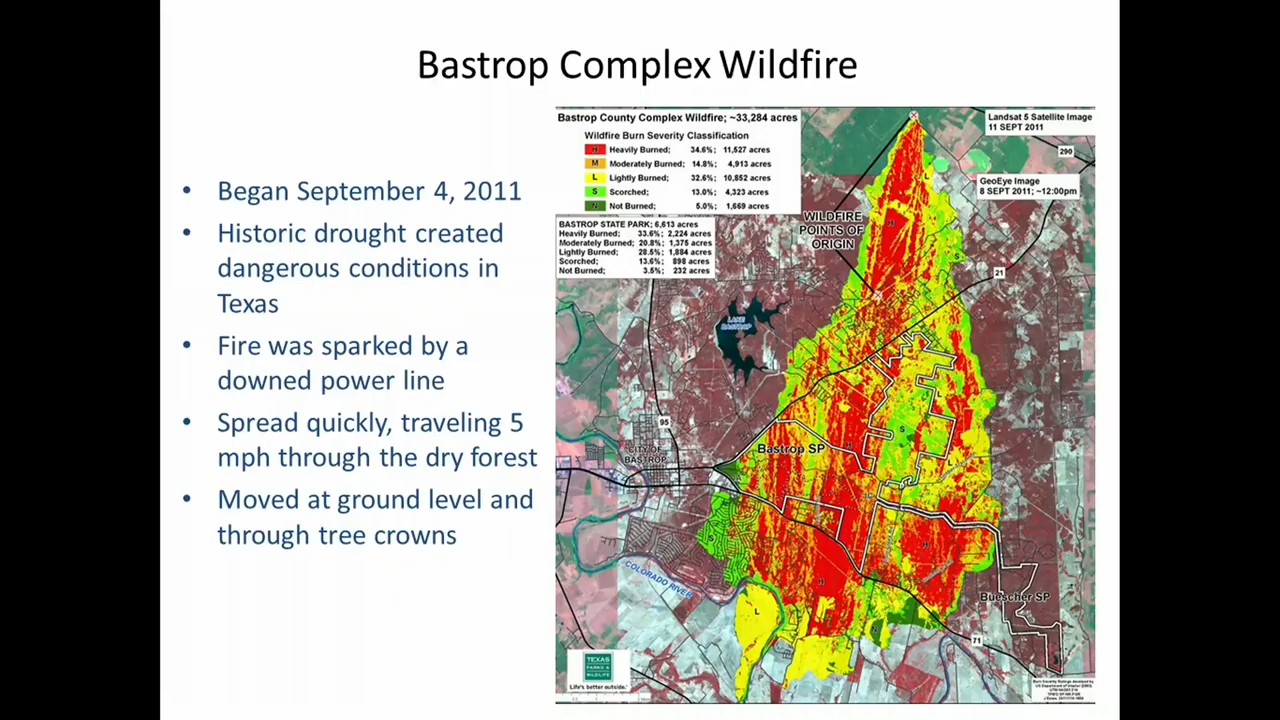 Bastrop Complex Wildfire
• Began September 4, 2011
• Historic drought created
dangerous conditions in
Texas
• Fire was sparked by a
downed power line
• Spread quickly, traveling 5
mph through the dry forest
• Moved at ground level and
through tree crowns
Bastrop County Complex Wildfire; ~33,284 acres
Wildfire Burn Severity Classification
H Heavily Burned; 34.6%; 11,527 acres
M Moderately Burned; 14.8%; 4,913 acres
L Lightly Burned; 32.6%; 10,852 acres
S Scorched; 13.0%; 4,323 acres
N Not Burned; 5.0%; 1,669 acres
BASTROP STATE PARK; 6,613 acres
Heavily Burned; 33.6%; 2,224 acres
Moderately Burned; 20.8%; 1,375 acres
Lightly Burned; 28.5%; 1,884 acres
Scorched; 13.6%; 898 acres
Not Burned; 3.5%; 232 acres
Landsat 5 Satellite Image
11 SEPT 2011
290
GeoEye Image
8 SEPT 2011; ~12:00pm
L
WILDFIRE
POINTS OF
ORIGIN
H
S
21
LAKE
BASTROP
L
95
S
CITY OF
BASTROP
Bastrop SP
H
L
S
H
COLORADO RIVER
H
Buescher SP
L
N
71
TEXAS
PARKS &
WILDLIFE
Life's better outside.